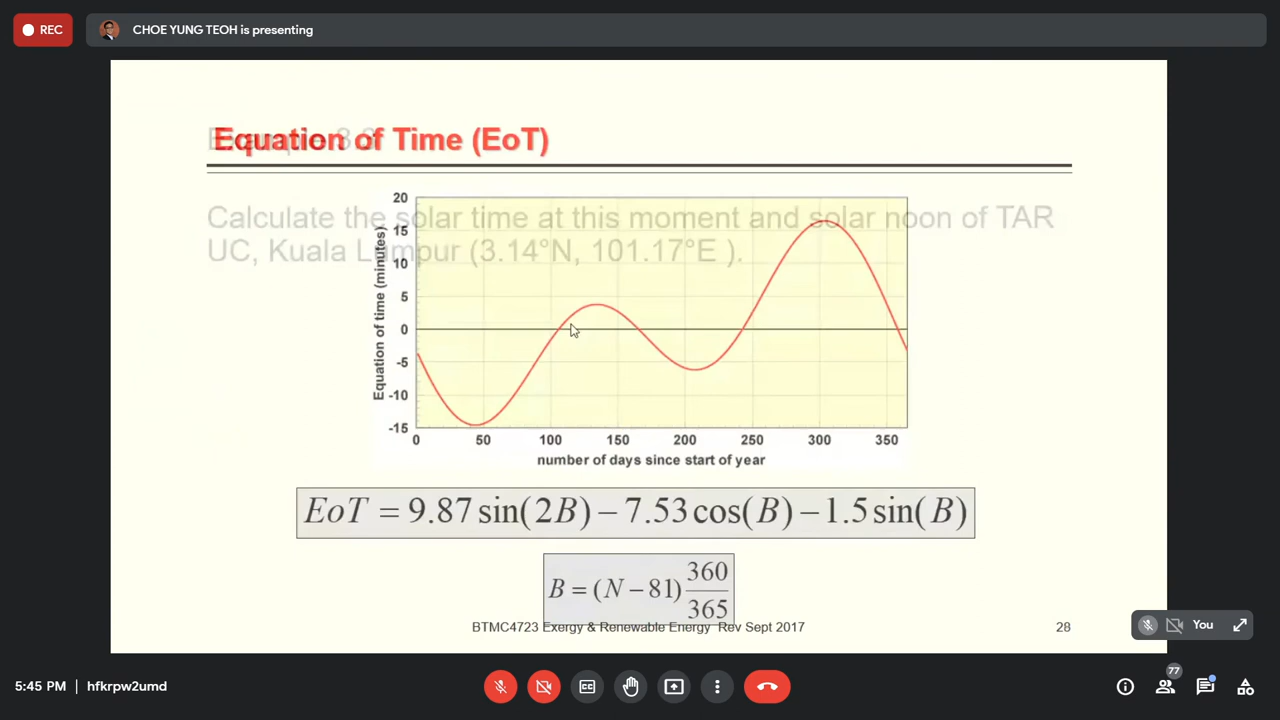 REC
CHOE YUNG TEOH is presenting
Example 3.3
Equation of Time (EoT)
Calculate the solar time at this moment and solar noon of TAR
UC, Kuala Lumpur (3.14°N, 101.17°E ).
Equation of time (minutes)
20
15
10
5
0
-5
-10
-15
0 50 100 150 200 250 300 350
number of days since start of year
EoT = 9.87 sin(2B) − 7.53 cos(B) − 1.5 sin(B)
B = (N − 81) 360/365
BTMC4723 Exergy & Renewable Energy Rev Sept 2017
28
You
5:45 PM | hfkrpw2umd
77